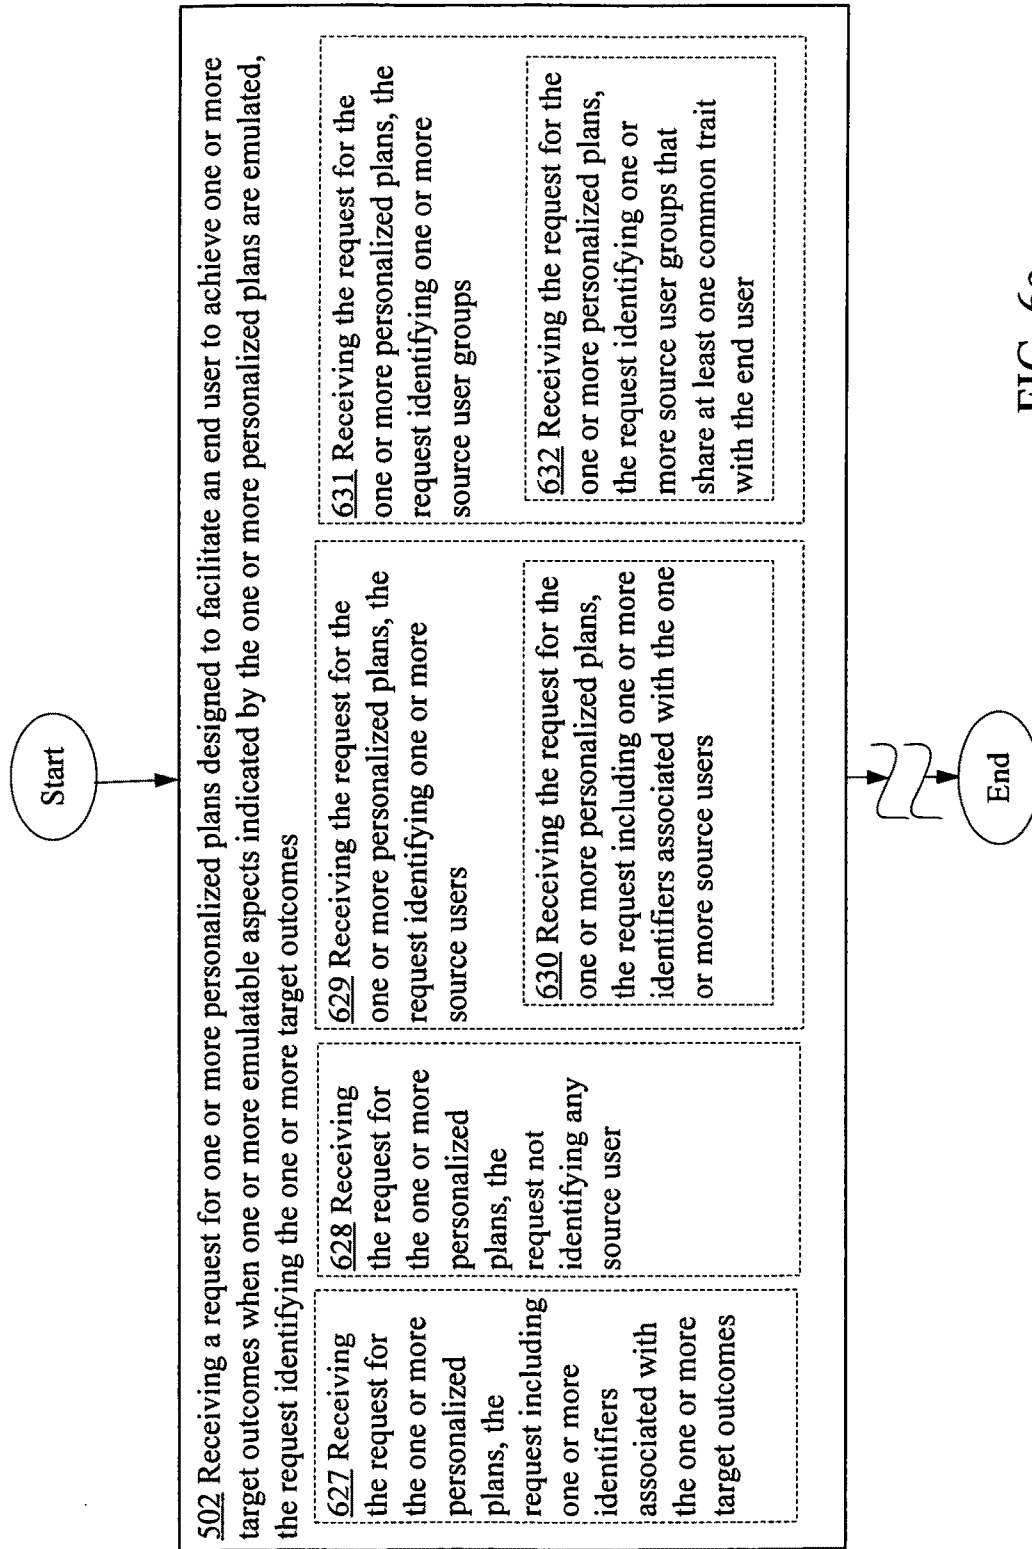 Start
502 Receiving a request for one or more personalized plans designed to facilitate an end user to achieve one or more
target outcomes when one or more emulatable aspects indicated by the one or more personalized plans are emulated,
the request identifying the one or more target outcomes
627 Receiving
the request for
the one or more
personalized
plans, the
request including
one or more
identifiers
associated with
the one or more
target outcomes
628 Receiving
the request for
the one or more
personalized
plans, the
request not
identifying any
source user
629 Receiving the request for the
one or more personalized plans, the
request identifying one or more
source users
630 Receiving the request for the
one or more personalized plans,
the request including one or more
identifiers associated with the one
or more source users
631 Receiving the request for the
one or more personalized plans, the
request identifying one or more
source user groups
632 Receiving the request for the
one or more personalized plans,
the request identifying one or
more source user groups that
share at least one common trait
with the end user
End
FIG.